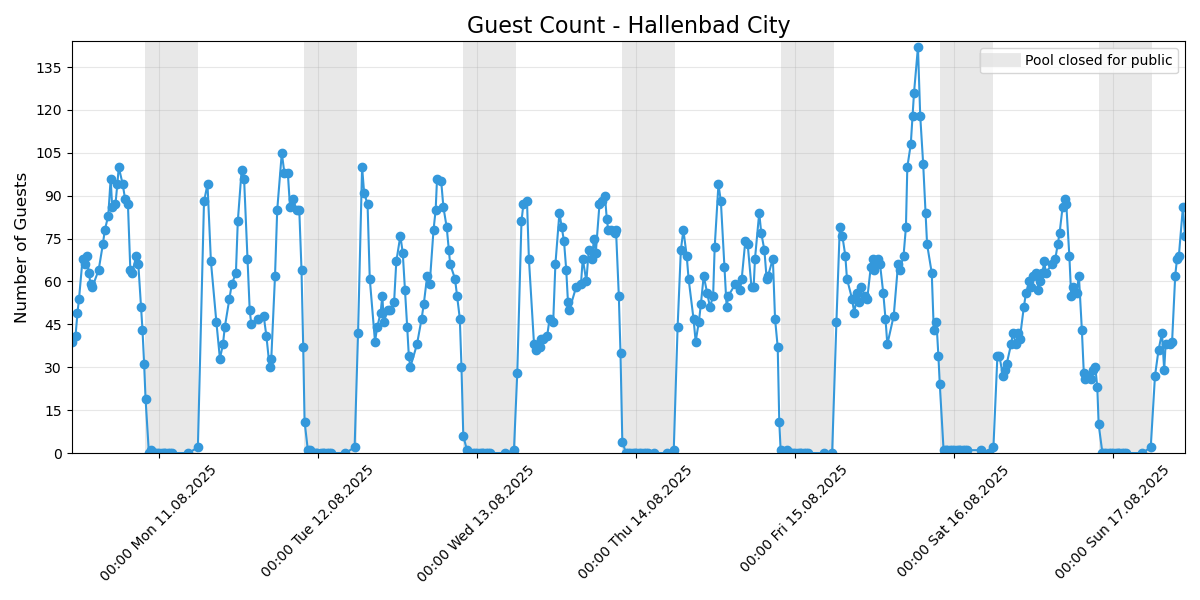 Guest Count - Hallenbad City
Pool closed for public
Number of Guests
135
120
105
90
75
60
45
30
15
0
00:00 Mon 11.08.2025
00:00 Tue 12.08.2025
00:00 Wed 13.08.2025
00:00 Thu 14.08.2025
00:00 Fri 15.08.2025
00:00 Sat 16.08.2025
00:00 Sun 17.08.2025